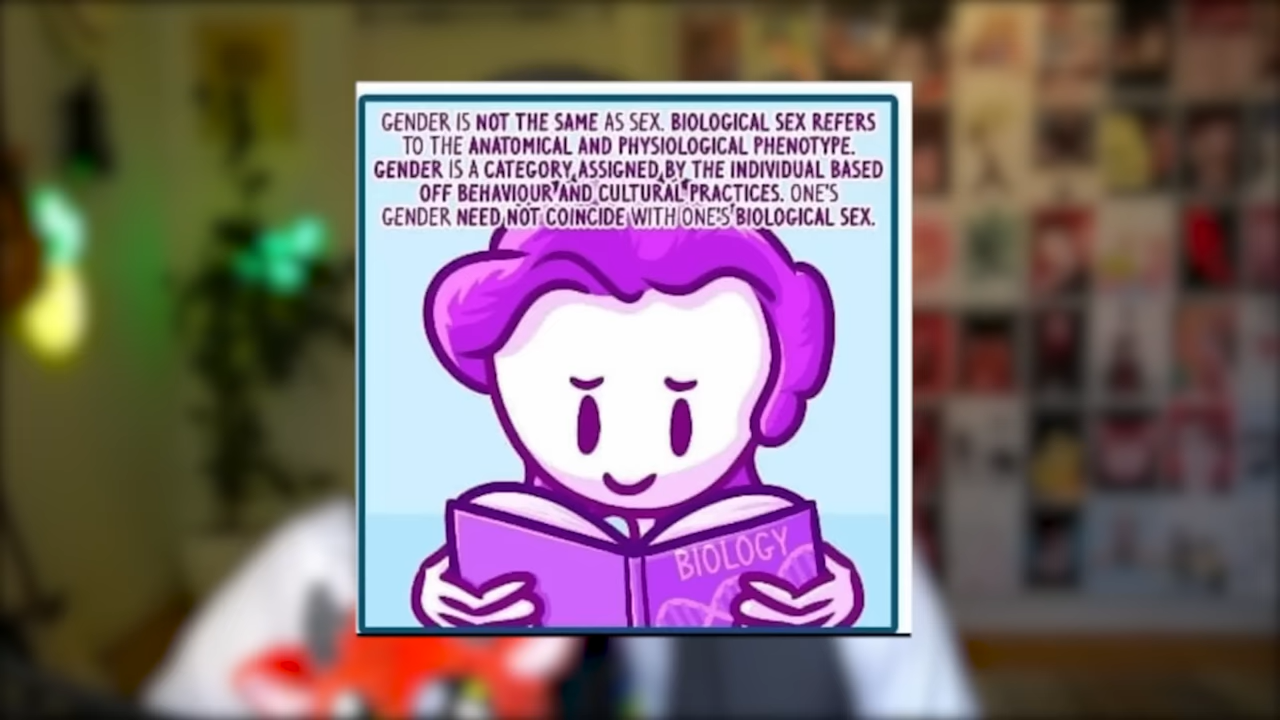 GENDER IS NOT THE SAME AS SEX. BIOLOGICAL SEX REFERS
TO THE ANATOMICAL AND PHYSIOLOGICAL PHENOTYPE.
GENDER IS A CATEGORY ASSIGNED BY THE INDIVIDUAL BASED
OFF BEHAVIOUR AND CULTURAL PRACTICES. ONE'S
GENDER NEED NOT COINCIDE WITH ONE'S BIOLOGICAL SEX.
BIOLOGY